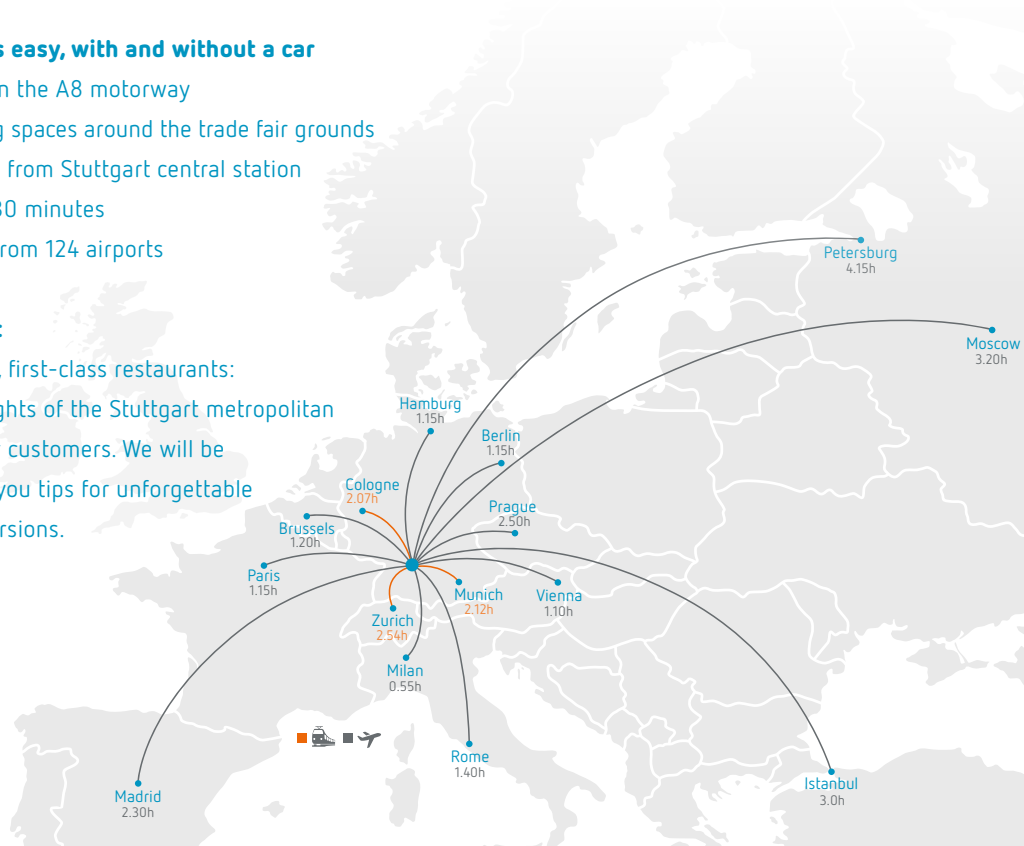 s easy, with and without a car
n the A8 motorway
g spaces around the trade fair grounds
from Stuttgart central station
30 minutes
rom 124 airports
:
, first-class restaurants:
ghts of the Stuttgart metropolitan
r customers. We will be
you tips for unforgettable
rsions.
Petersburg
4.15h
Moscow
3.20h
Hamburg
1.15h
Berlin
1.15h
Cologne
2.07h
Prague
2.50h
Brussels
1.20h
Paris
1.15h
Munich
2.12h
Vienna
1.10h
Zurich
2.54h
Milan
0.55h
Rome
1.40h
Madrid
2.30h
Istanbul
3.0h